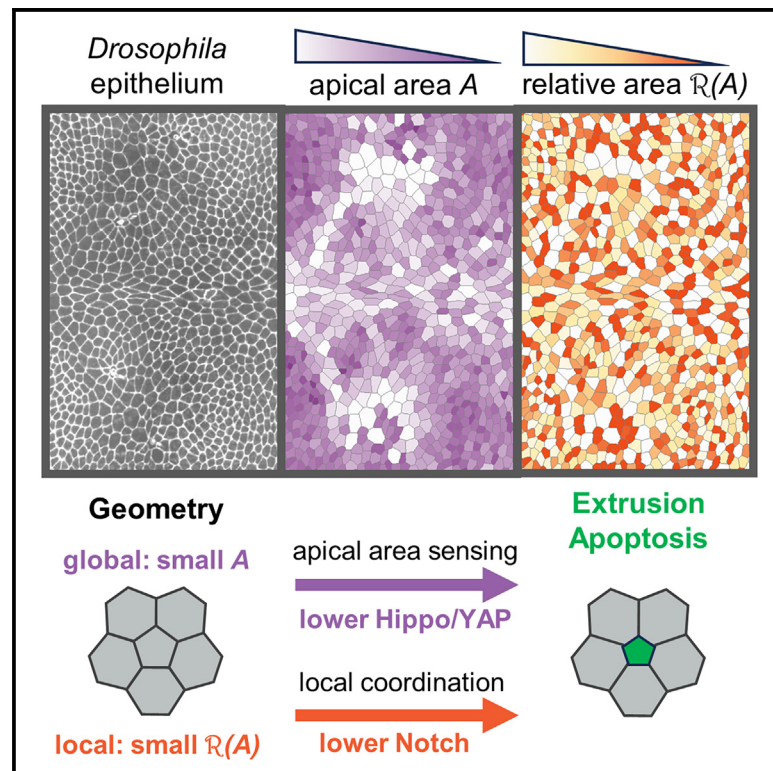 Drosophila
epithelium
apical area A
relative area ℛ(A)
Geometry
global: small A
local: small ℛ(A)
apical area sensing
lower Hippo/YAP
local coordination
lower Notch
Extrusion
Apoptosis